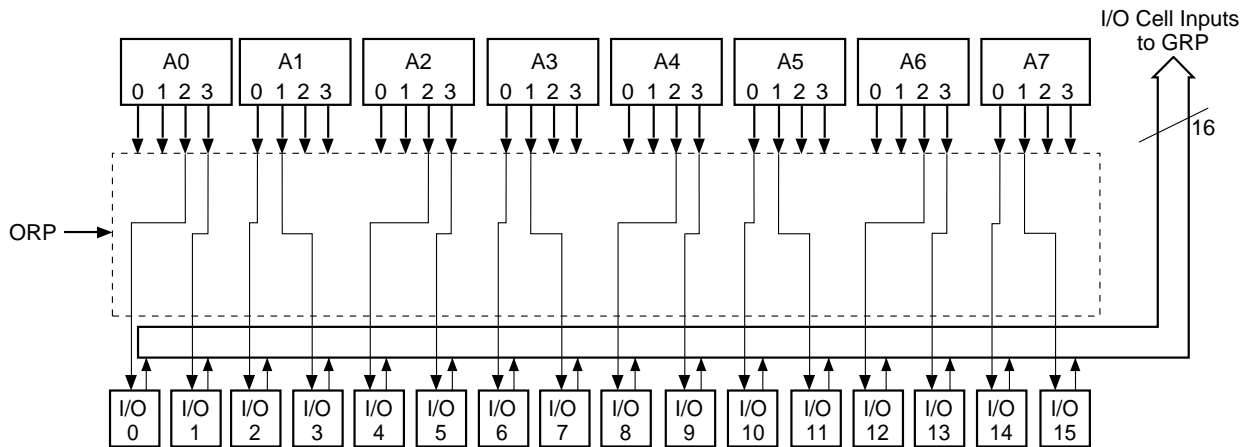 I/O Cell Inputs
to GRP
A0 A1 A2 A3 A4 A5 A6 A7
0 1 2 3 0 1 2 3 0 1 2 3 0 1 2 3 0 1 2 3 0 1 2 3 0 1 2 3 0 1 2 3
16
ORP
I/O I/O I/O I/O I/O I/O I/O I/O I/O I/O I/O I/O I/O I/O I/O I/O
0 1 2 3 4 5 6 7 8 9 10 11 12 13 14 15